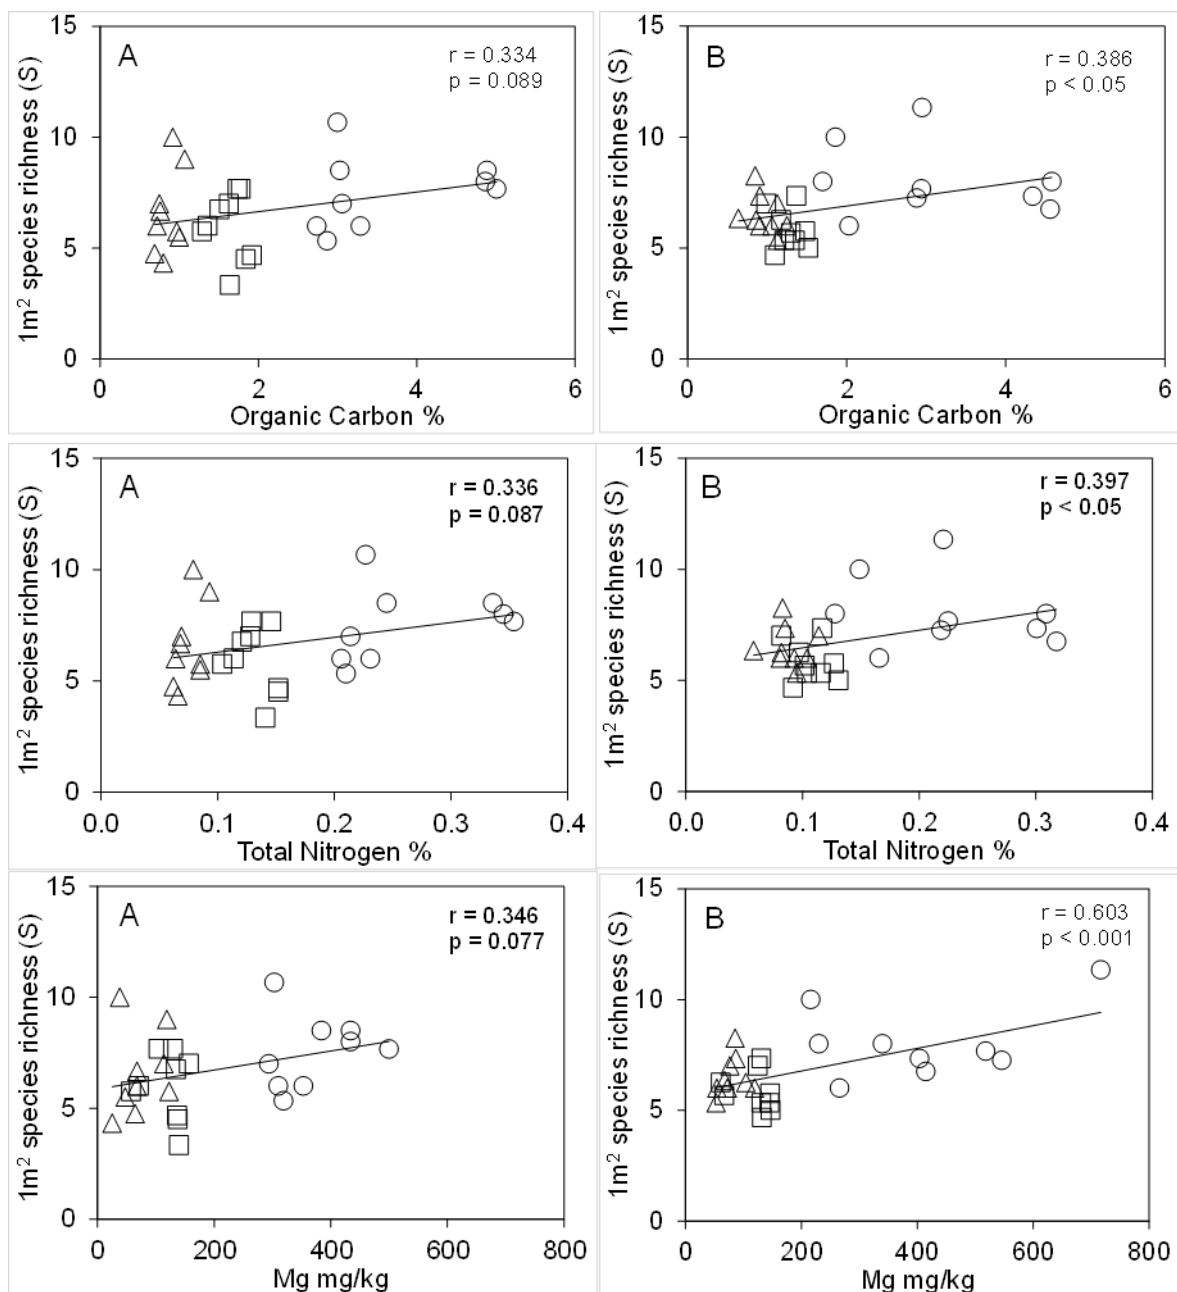 A
r = 0.334
p = 0.089
1m² species richness (S)
15
10
5
0
0 2 4 6
Organic Carbon %
B
r = 0.386
p < 0.05
1m² species richness (S)
15
10
5
0
0 2 4 6
Organic Carbon %
A
r = 0.336
p = 0.087
1m² species richness (S)
15
10
5
0
0.0 0.1 0.2 0.3 0.4
Total Nitrogen %
B
r = 0.397
p < 0.05
1m² species richness (S)
15
10
5
0
0.0 0.1 0.2 0.3 0.4
Total Nitrogen %
A
r = 0.346
p = 0.077
1m² species richness (S)
15
10
5
0
0 200 400 600 800
Mg mg/kg
B
r = 0.603
p < 0.001
1m² species richness (S)
15
10
5
0
0 200 400 600 800
Mg mg/kg